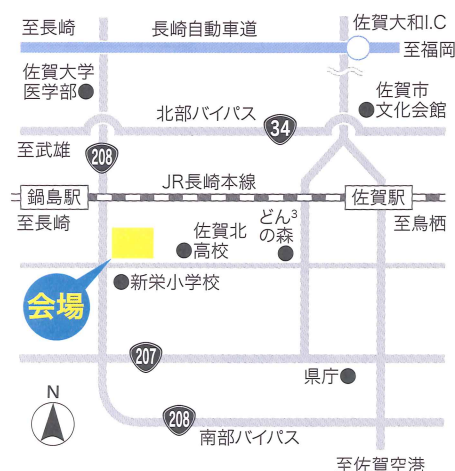 至長崎
長崎自動車道
佐賀大和I.C
至福岡
佐賀大学
医学部
佐賀市
文化会館
北部バイパス
34
至武雄
208
JR長崎本線
鍋島駅
佐賀駅
至長崎
至鳥栖
佐賀北
高校
どん³
の森
会場
新栄小学校
207
県庁
N
208
南部バイパス
至佐賀空港